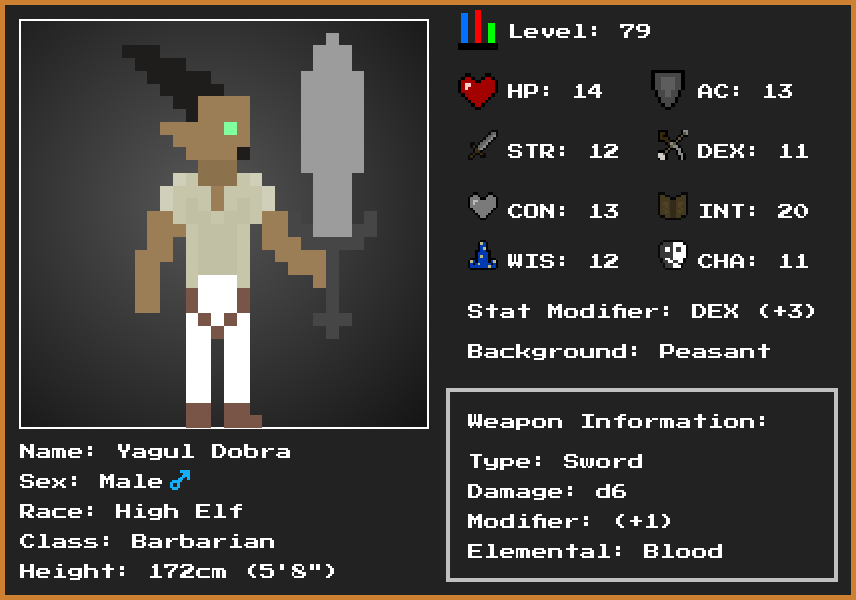 Level: 79
HP: 14 AC: 13
STR: 12 DEX: 11
CON: 13 INT: 20
WIS: 12 CHA: 11
Stat Modifier: DEX (+3)
Background: Peasant
Weapon Information:
Type: Sword
Damage: d6
Modifier: (+1)
Elemental: Blood
Name: Yagul Dobra
Sex: Male ♂
Race: High Elf
Class: Barbarian
Height: 172cm (5'8")